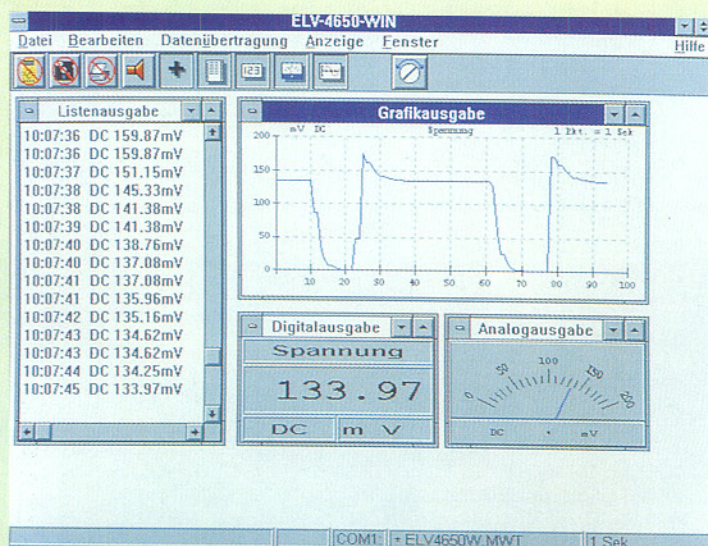 ELV-4650-WIN
Datei Bearbeiten Datenübertragung Anzeige Fenster Hilfe
123
Listenausgabe
10:07:36 DC 159.87mV
10:07:36 DC 159.87mV
10:07:37 DC 151.15mV
10:07:38 DC 145.33mV
10:07:38 DC 141.38mV
10:07:39 DC 141.38mV
10:07:40 DC 138.76mV
10:07:40 DC 137.08mV
10:07:41 DC 137.08mV
10:07:41 DC 135.96mV
10:07:42 DC 135.16mV
10:07:43 DC 134.62mV
10:07:43 DC 134.62mV
10:07:44 DC 134.25mV
10:07:45 DC 133.97mV
Grafikausgabe
mV DC Spannung 1 Pkt. = 1 Sek
200
150
100
50
0
10 20 30 40 50 60 70 80 90 100
Digitalausgabe
Spannung
133.97
DC m V
Analogausgabe
0 50 100 150 200
DC mV
COM1: + ELV4650W.MWT 1 Sek